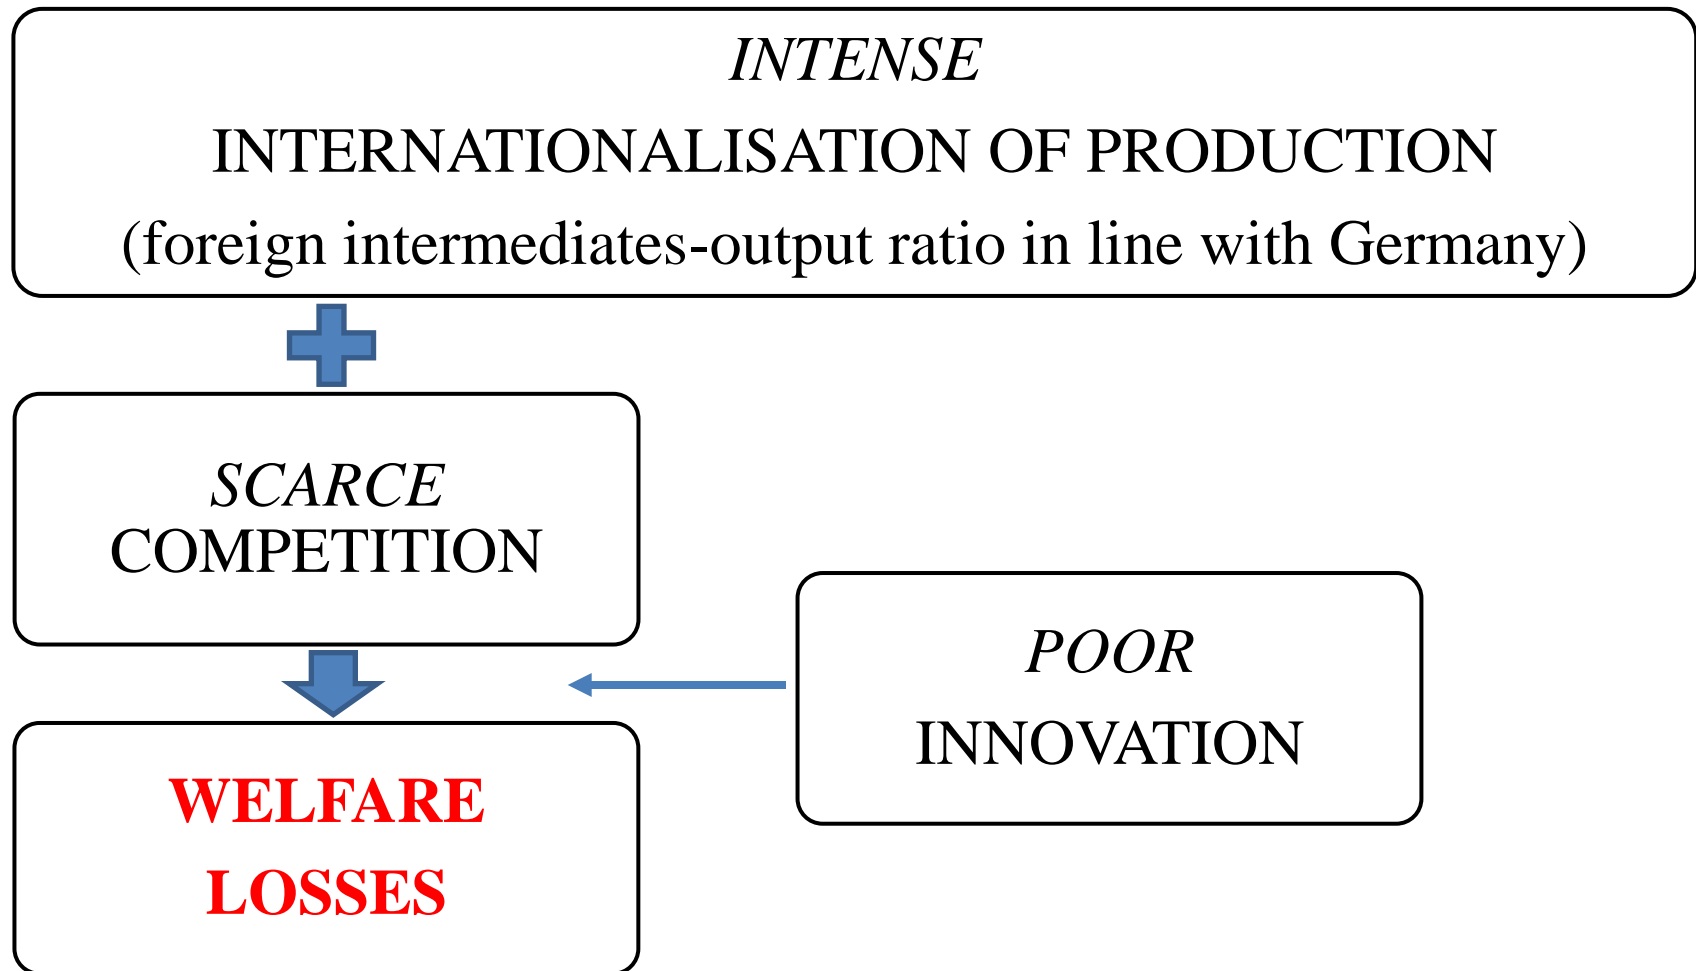 INTENSE
INTERNATIONALISATION OF PRODUCTION
(foreign intermediates-output ratio in line with Germany)
SCARCE
COMPETITION
POOR
INNOVATION
WELFARE
LOSSES